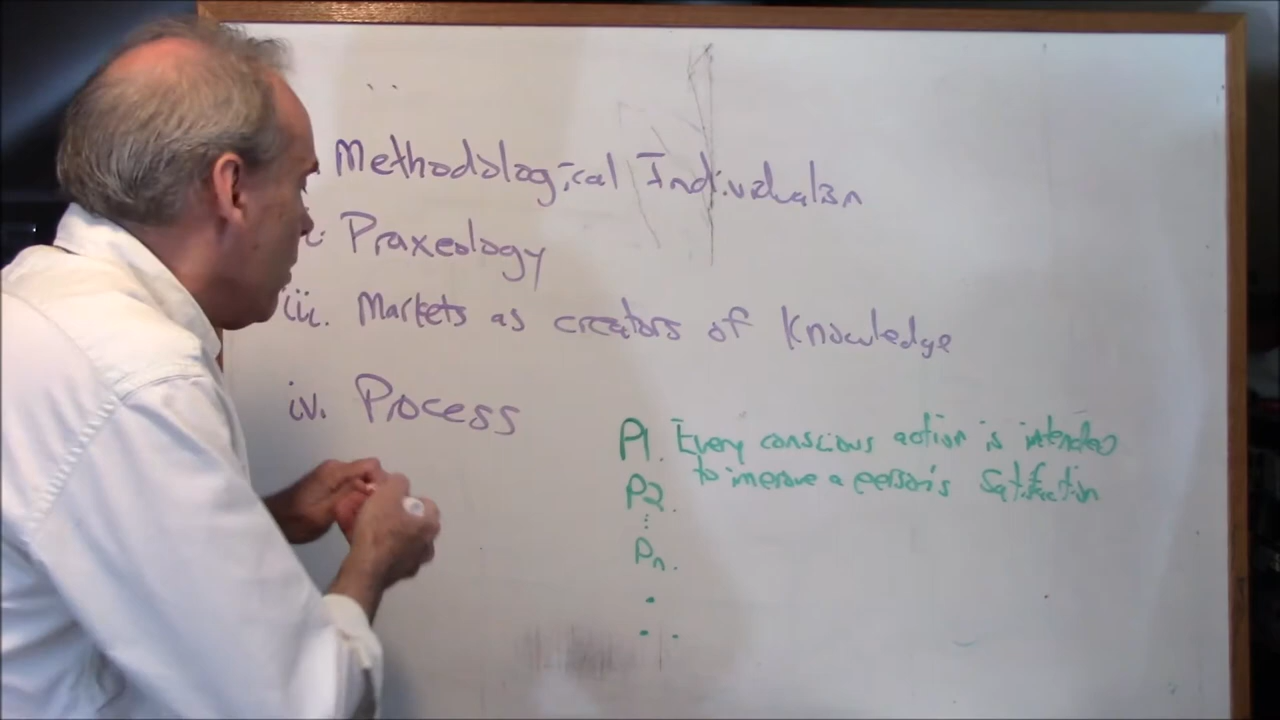 Methodological Individualism
i. Praxeology
iii. Markets as creators of Knowledge
iv. Process
P1. Every conscious action is intended
to improve a person's Satisfaction
P2.
⋮
Pn.
∴